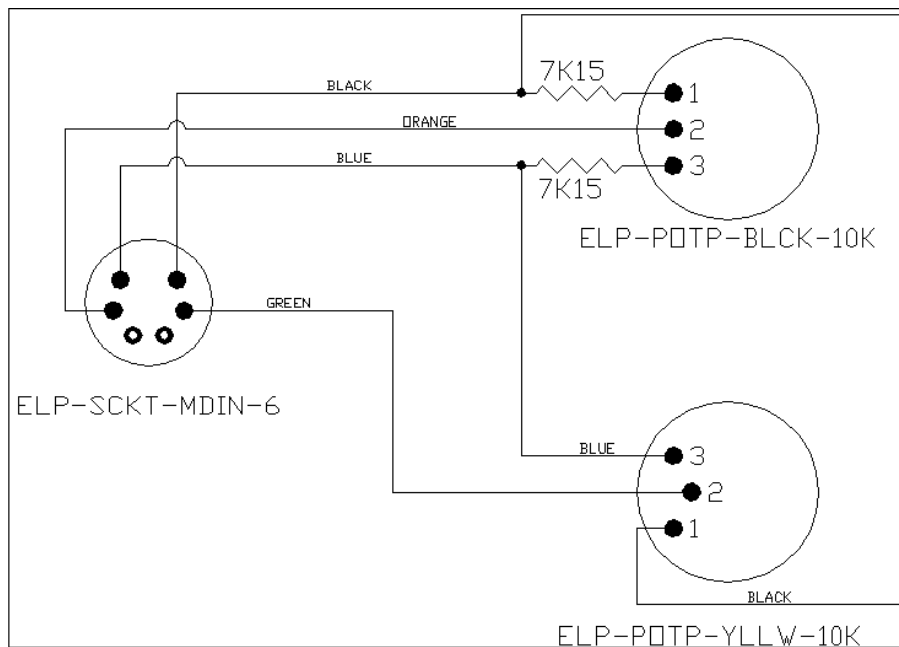 7K15
BLACK
1
ORANGE
2
BLUE
3
7K15
ELP-POTP-BLCK-10K
GREEN
ELP-SCKT-MDIN-6
BLUE
3
2
1
BLACK
ELP-POTP-YLLW-10K